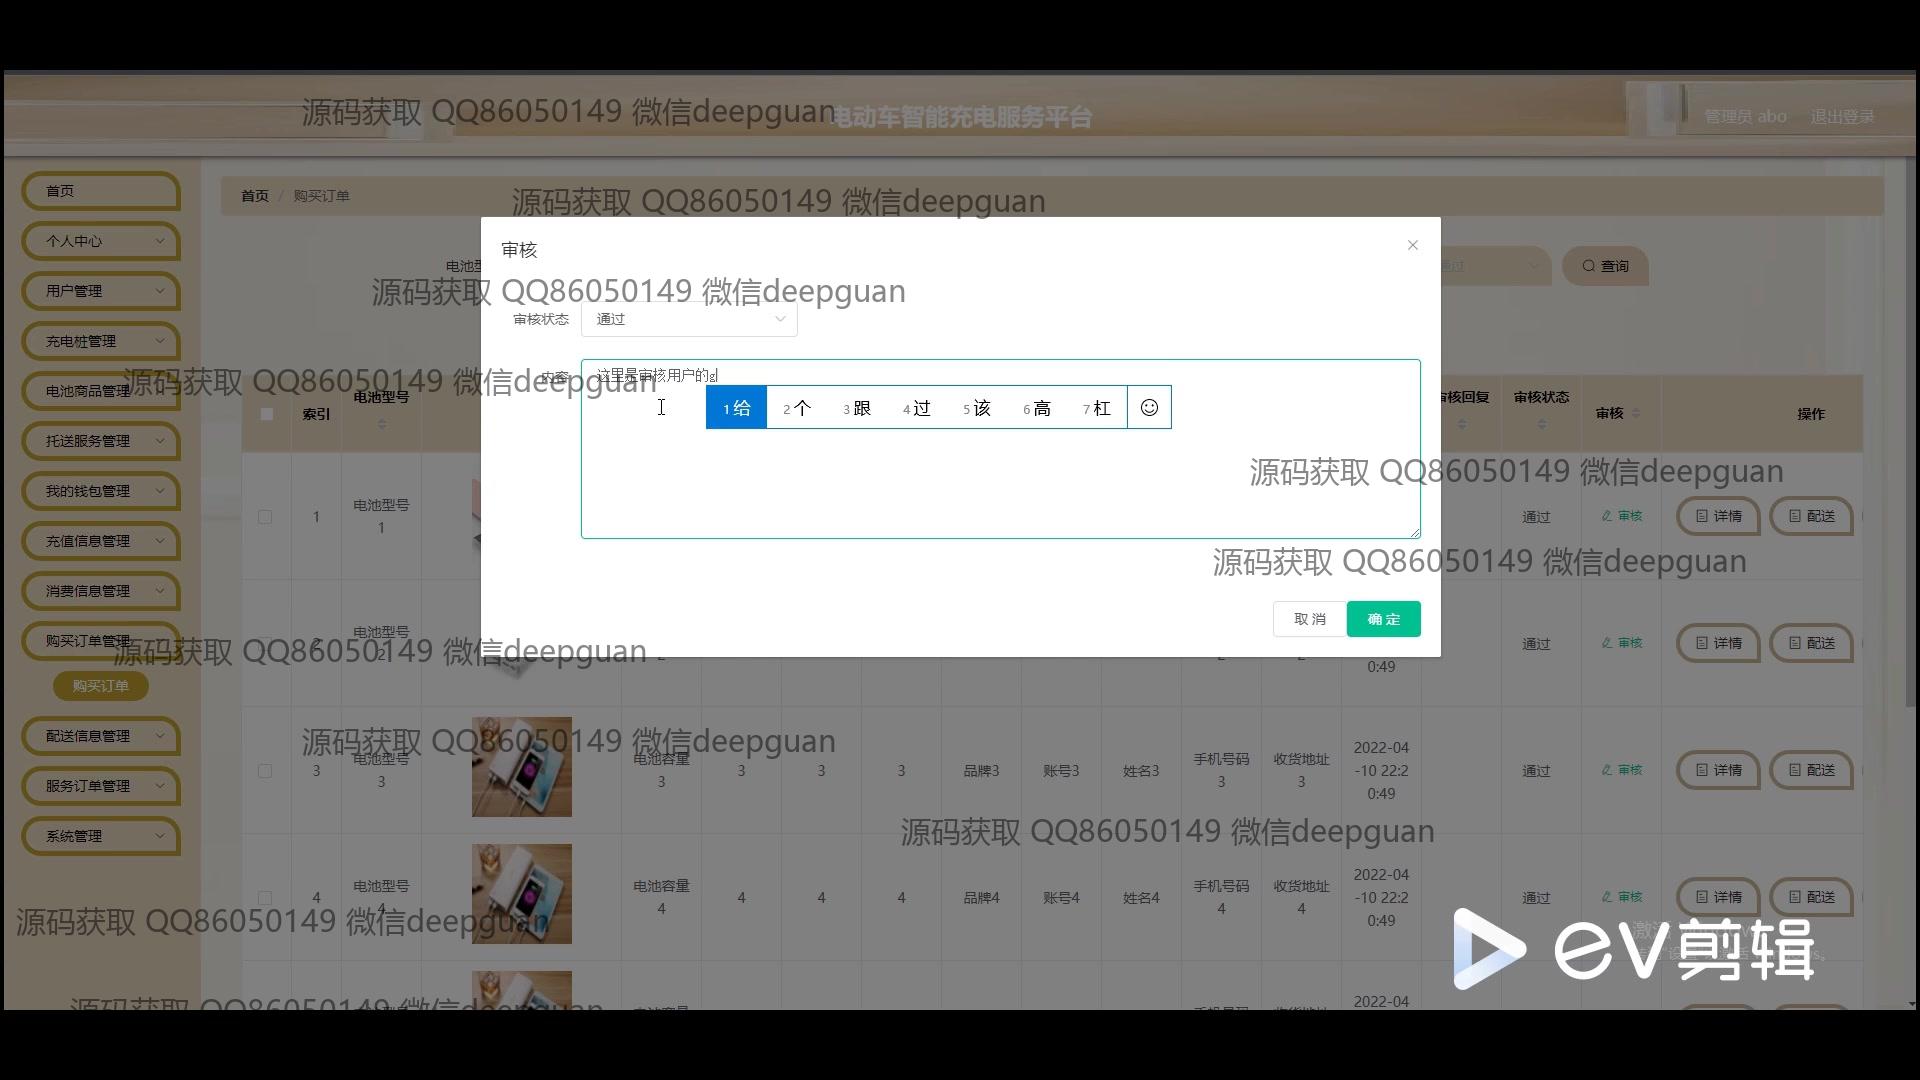 源码获取 QQ86050149 微信deepguan
电动车智能充电服务平台
管理员 abo
退出登录
首页
个人中心
用户管理
充电桩管理
电池商品管理
托送服务管理
我的钱包管理
充值信息管理
消费信息管理
购买订单管理
购买订单
配送信息管理
服务订单管理
系统管理
首页 / 购买订单
源码获取 QQ86050149 微信deepguan
审核
源码获取 QQ86050149 微信deepguan
审核状态
通过
内容
这里是审核用户的g
1 给 2 个 3 跟 4 过 5 该 6 高 7 杠
取 消
确 定
通过
查询
源码获取 QQ86050149 微信deepguan
索引
电池型号
审核回复
审核状态
审核
操作
源码获取 QQ86050149 微信deepguan
1
电池型号
1
通过
审核
详情
配送
源码获取 QQ86050149 微信deepguan
2
电池型号
2
0:49
通过
审核
详情
配送
源码获取 QQ86050149 微信deepguan
源码获取 QQ86050149 微信deepguan
3
电池型号
3
电池容量
3
3
3
3
品牌3
账号3
姓名3
手机号码
3
收货地址
3
2022-04
-10 22:2
0:49
通过
审核
详情
配送
源码获取 QQ86050149 微信deepguan
4
电池型号
4
电池容量
4
4
4
4
品牌4
账号4
姓名4
手机号码
4
收货地址
4
2022-04
-10 22:2
0:49
通过
审核
详情
配送
源码获取 QQ86050149 微信deepguan
ev剪辑
源码获取 QQ86050149 微信deepguan
2022-04